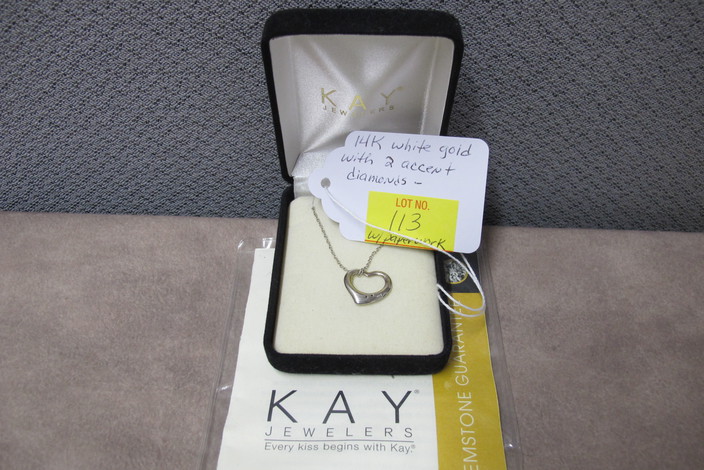 KAY
JEWELERS
14K white gold
with 2 accent
diamonds -
LOT NO.
113
w/ paperwork
KAY
JEWELERS
Every kiss begins with Kay.
EMSTONE GUARANTEE